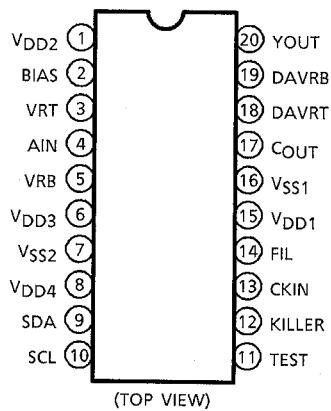 VDD2 1 20 YOUT
BIAS 2 19 DAVRB
VRT 3 18 DAVRT
AIN 4 17 COUT
VRB 5 16 VSS1
VDD3 6 15 VDD1
VSS2 7 14 FIL
VDD4 8 13 CKIN
SDA 9 12 KILLER
SCL 10 11 TEST
(TOP VIEW)